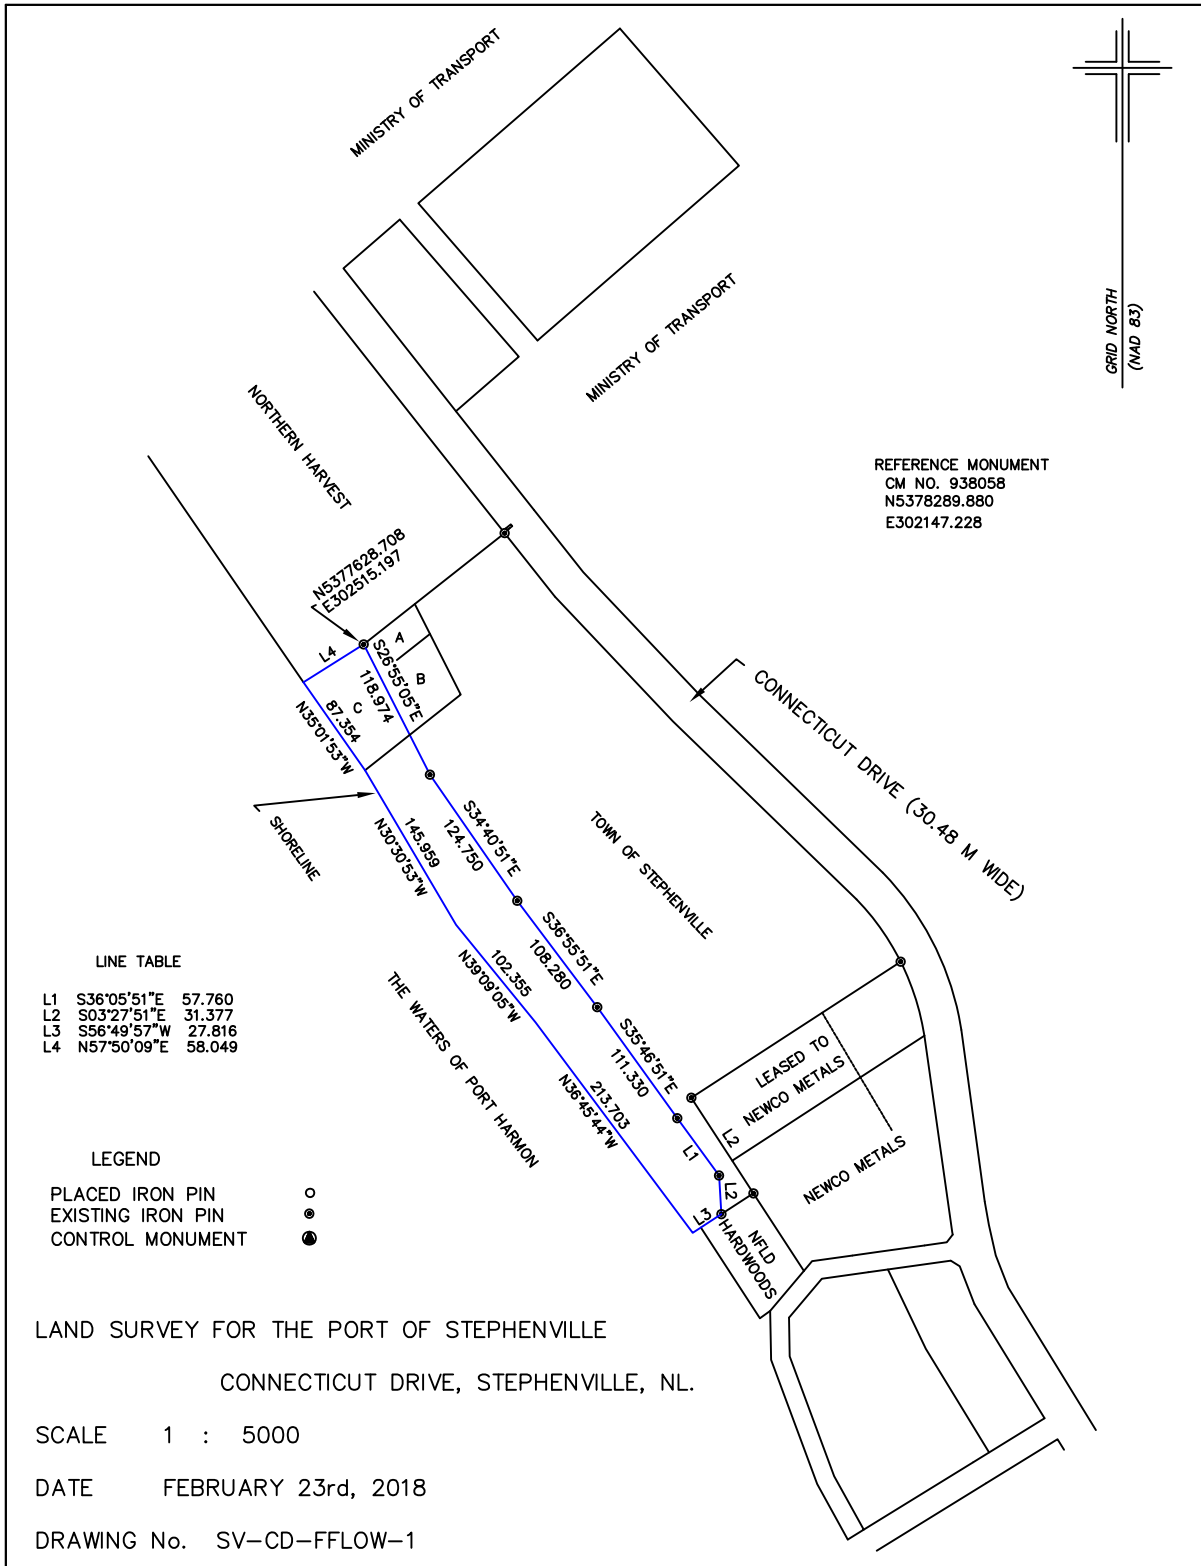 MINISTRY OF TRANSPORT
MINISTRY OF TRANSPORT
GRID NORTH
(NAD 83)
NORTHERN HARVEST
REFERENCE MONUMENT
CM NO. 938058
N5378289.880
E302147.228
N5377628.708
E302515.197
L4
A
B
C
S26°55'05"E
118.974
87.354
N35°01'53"W
CONNECTICUT DRIVE (30.48 M WIDE)
SHORELINE
145.959
N30°30'53"W
S34°40'51"E
124.750
TOWN OF STEPHENVILLE
S36°55'51"E
108.280
102.355
N39°09'05"W
THE WATERS OF PORT HARMON
S35°46'51"E
111.330
213.703
N36°45'44"W
LEASED TO
NEWCO METALS
L2
L1
NEWCO METALS
L2
L3
NFLD
HARDWOODS
LINE TABLE
L1 S36°05'51"E 57.760
L2 S03°27'51"E 31.377
L3 S56°49'57"W 27.816
L4 N57°50'09"E 58.049
LEGEND
PLACED IRON PIN
EXISTING IRON PIN
CONTROL MONUMENT
LAND SURVEY FOR THE PORT OF STEPHENVILLE
CONNECTICUT DRIVE, STEPHENVILLE, NL.
SCALE 1 : 5000
DATE FEBRUARY 23rd, 2018
DRAWING No. SV-CD-FFLOW-1